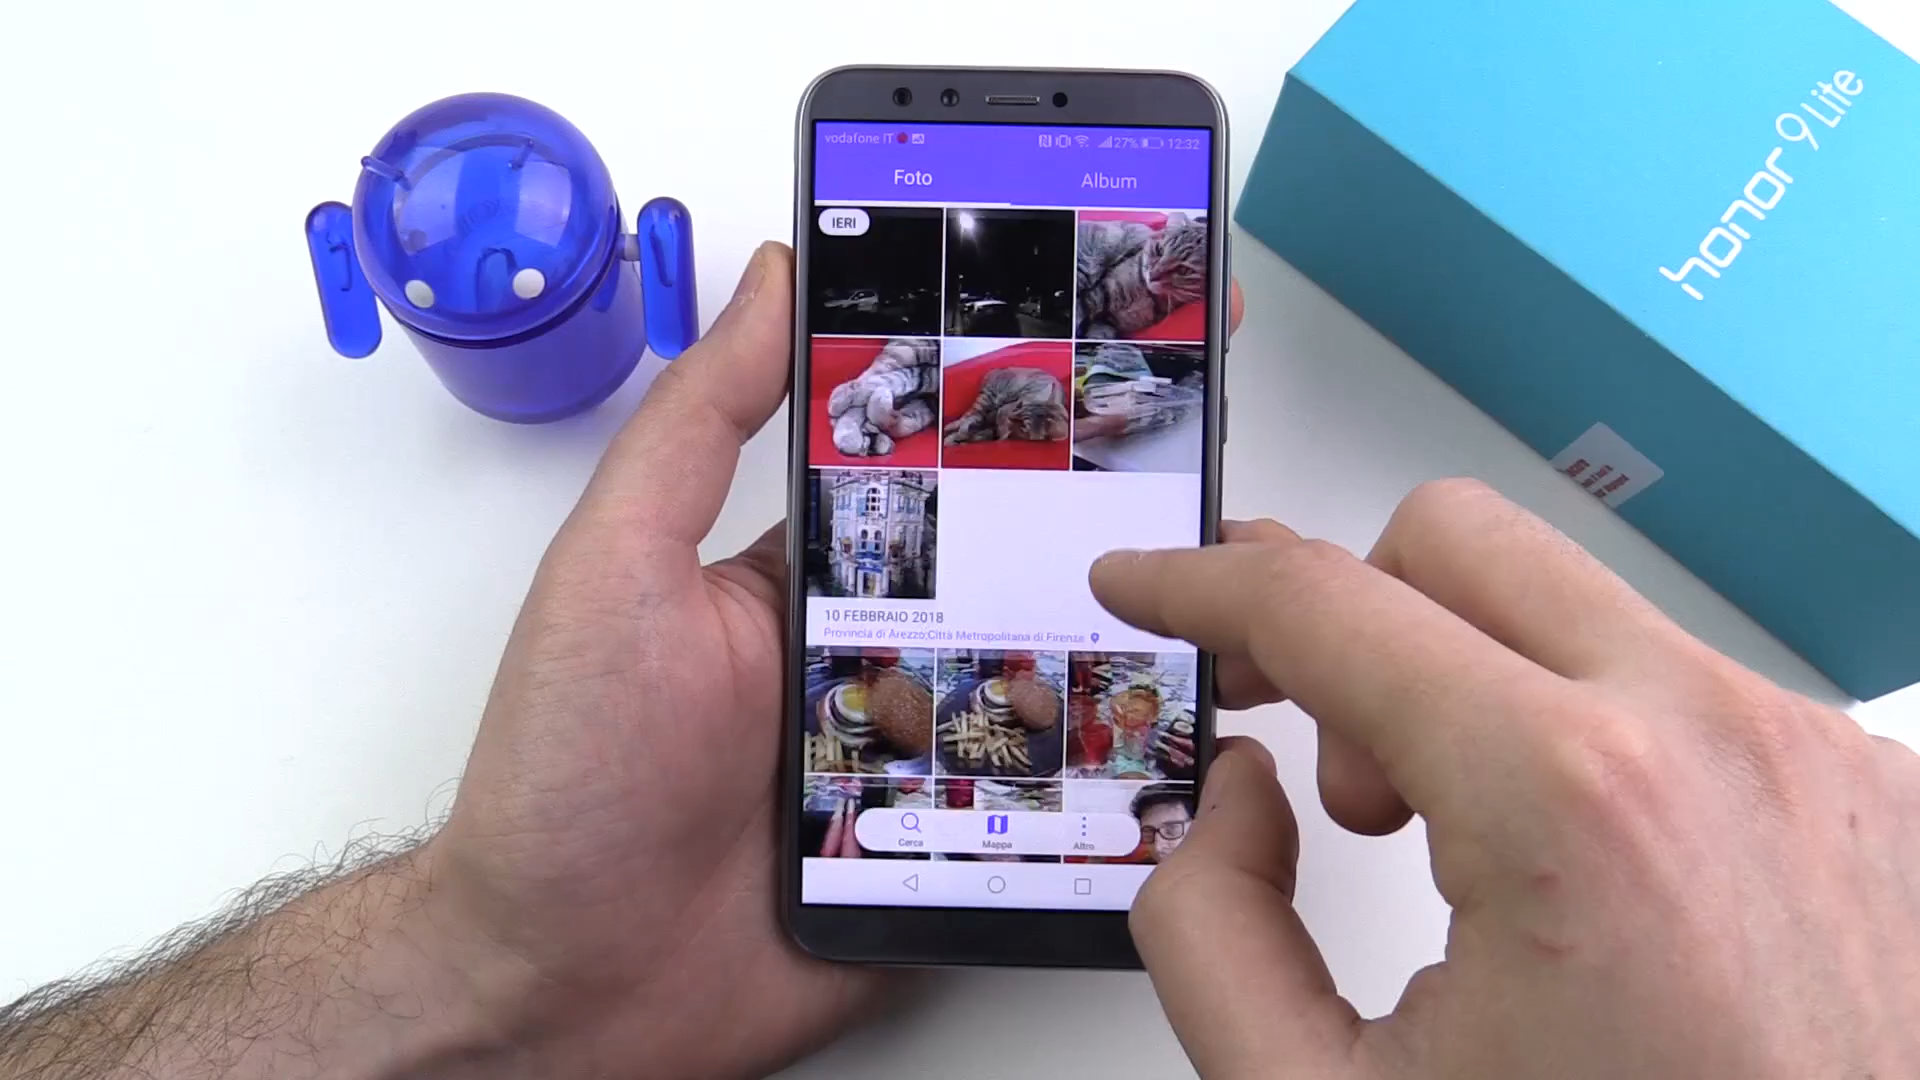 vodafone IT
27%
12:32
Foto
Album
IERI
10 FEBBRAIO 2018
Provincia di Arezzo;Città Metropolitana di Firenze
Cerca
Mappa
Altro
honor 9 Lite